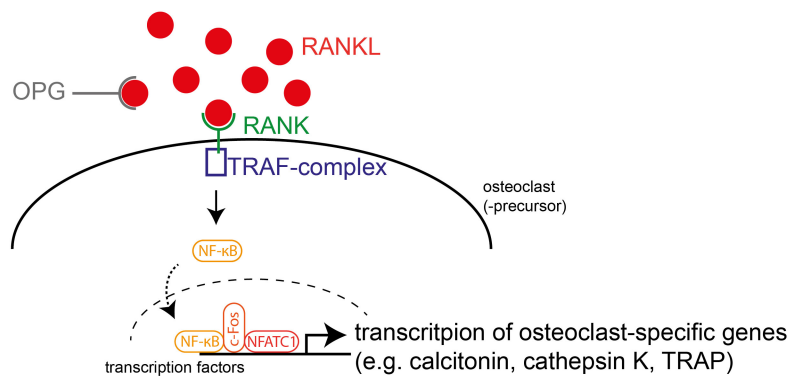 RANKL
OPG
RANK
TRAF-complex
osteoclast
(-precursor)
NF-κB
NF-κB
c-Fos
NFATC1
transcritpion of osteoclast-specific genes
(e.g. calcitonin, cathepsin K, TRAP)
transcription factors